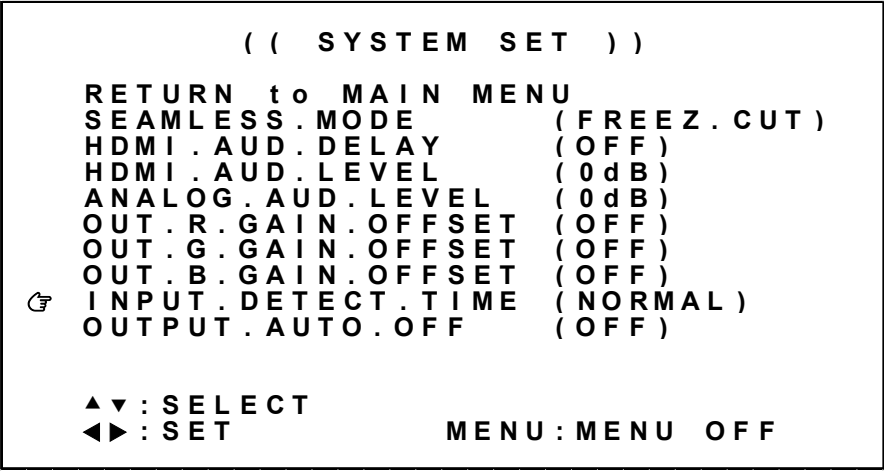 (( SYSTEM SET ))
RETURN to MAIN MENU
SEAMLESS.MODE (FREEZ.CUT)
HDMI.AUD.DELAY (OFF)
HDMI.AUD.LEVEL (0dB)
ANALOG.AUD.LEVEL (0dB)
OUT.R.GAIN.OFFSET (OFF)
OUT.G.GAIN.OFFSET (OFF)
OUT.B.GAIN.OFFSET (OFF)
☞ INPUT.DETECT.TIME (NORMAL)
OUTPUT.AUTO.OFF (OFF)
▲▼:SELECT
◀▶:SET MENU:MENU OFF